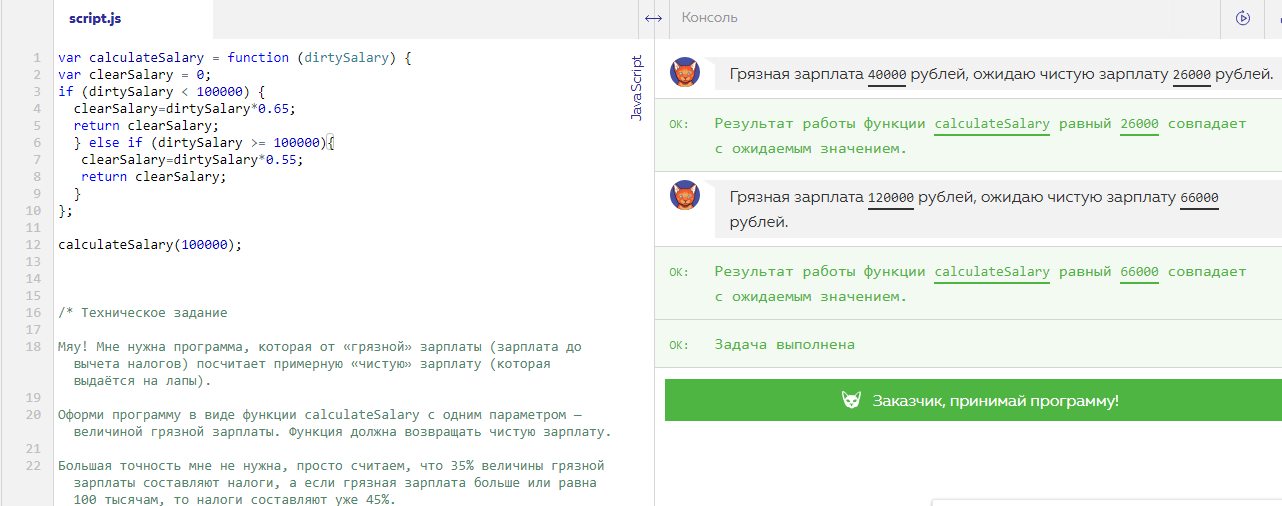 script.js
1 var calculateSalary = function (dirtySalary) {
2 var clearSalary = 0;
3 if (dirtySalary < 100000) {
4 clearSalary=dirtySalary*0.65;
5 return clearSalary;
6 } else if (dirtySalary >= 100000){
7 clearSalary=dirtySalary*0.55;
8 return clearSalary;
9 }
10 };
11
12 calculateSalary(100000);
13
14
15
16 /* Техническое задание
17
18 Мяу! Мне нужна программа, которая от «грязной» зарплаты (зарплата до
вычета налогов) посчитает примерную «чистую» зарплату (которая
выдаётся на лапы).
19
20 Оформи программу в виде функции calculateSalary с одним параметром —
величиной грязной зарплаты. Функция должна возвращать чистую зарплату.
21
22 Большая точность мне не нужна, просто считаем, что 35% величины грязной
зарплаты составляют налоги, а если грязная зарплата больше или равна
100 тысячам, то налоги составляют уже 45%.
JavaScript
Консоль
Грязная зарплата 40000 рублей, ожидаю чистую зарплату 26000 рублей.
OK: Результат работы функции calculateSalary равный 26000 совпадает
с ожидаемым значением.
Грязная зарплата 120000 рублей, ожидаю чистую зарплату 66000
рублей.
OK: Результат работы функции calculateSalary равный 66000 совпадает
с ожидаемым значением.
OK: Задача выполнена
Заказчик, принимай программу!